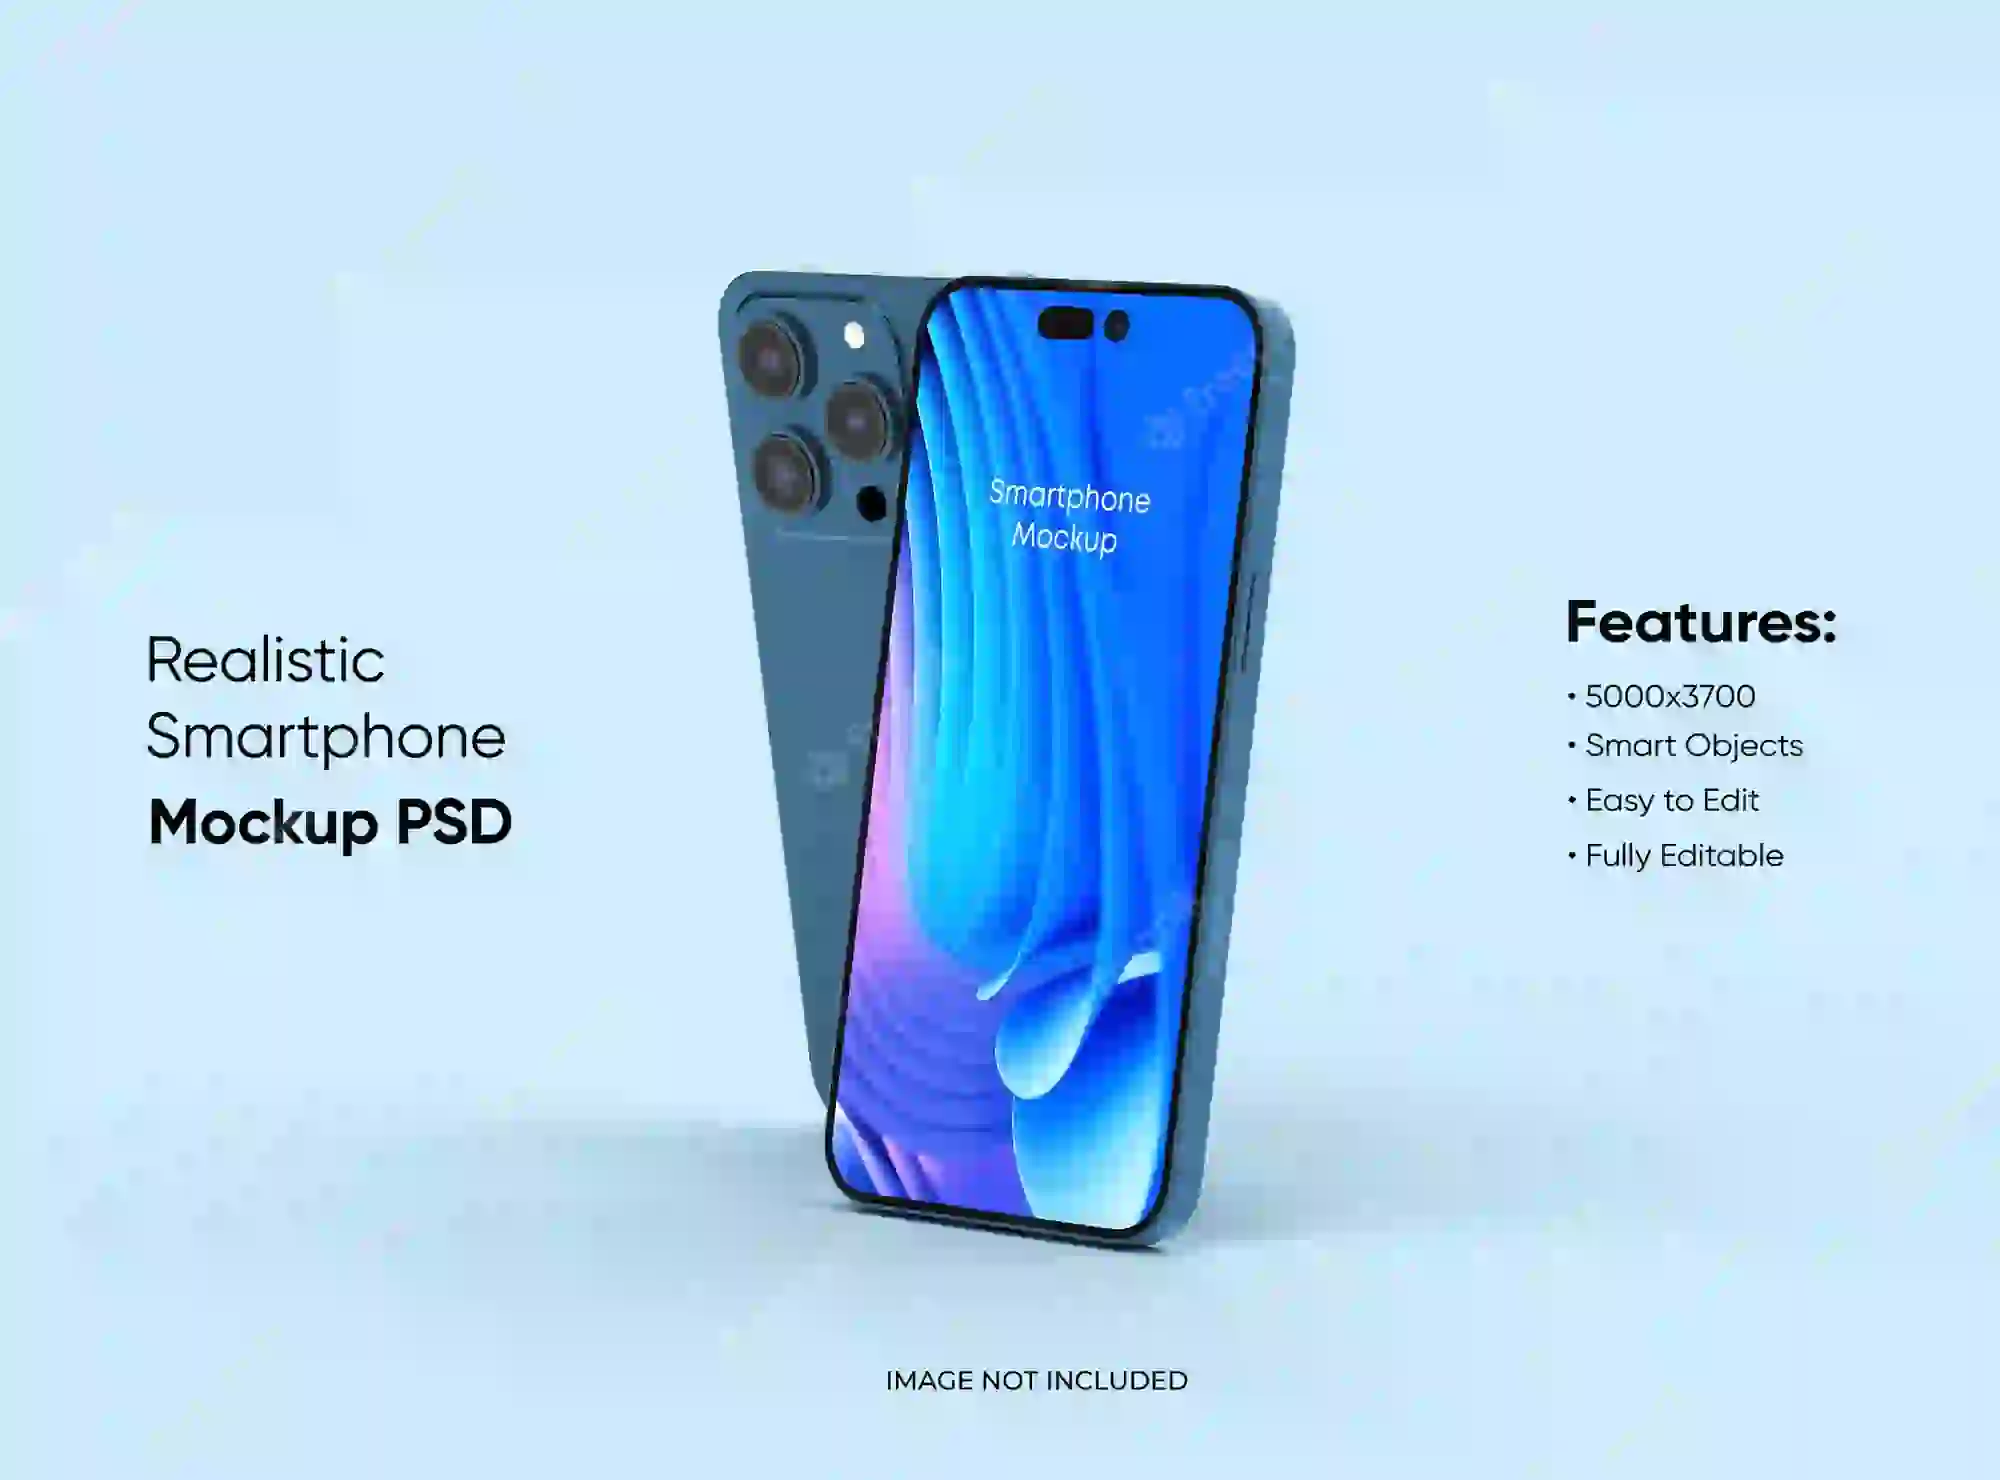 Realistic
Smartphone
Mockup PSD
Smartphone
Mockup
Features:
• 5000x3700
• Smart Objects
• Easy to Edit
• Fully Editable
IMAGE NOT INCLUDED